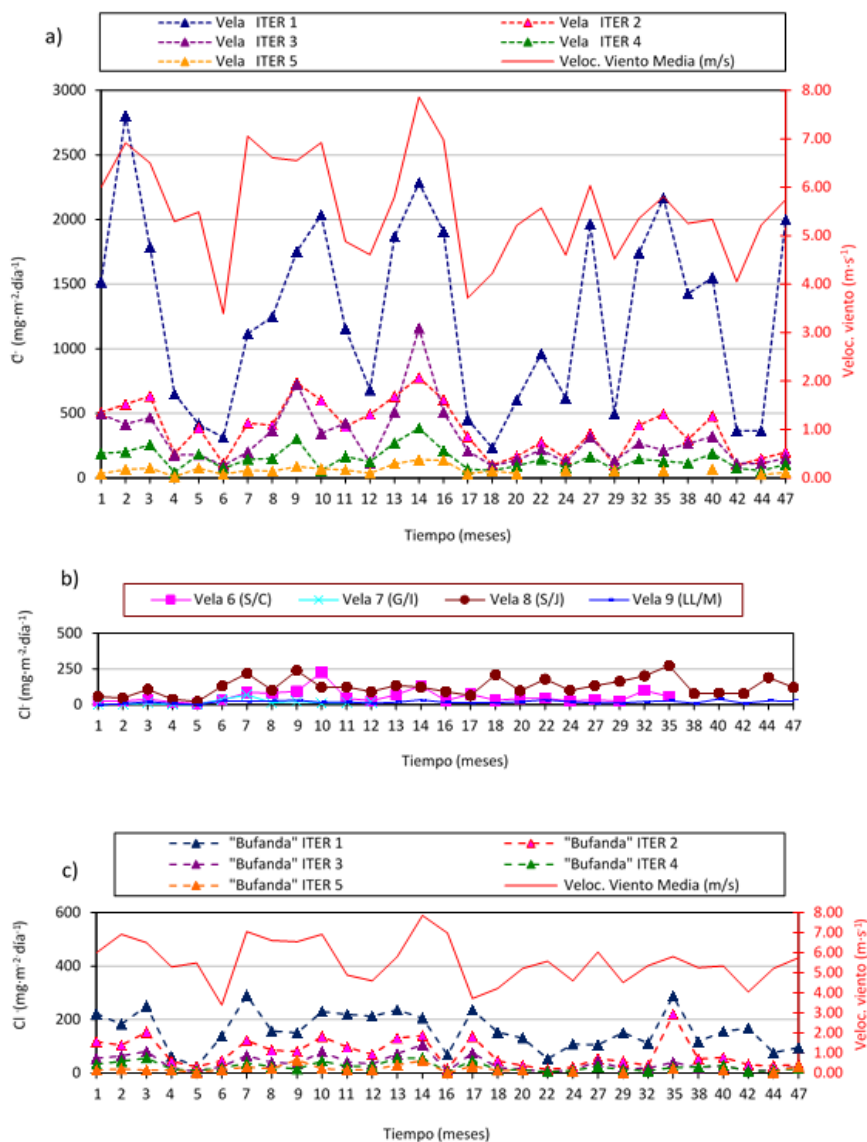 a)
Vela ITER 1 Vela ITER 2
Vela ITER 3 Vela ITER 4
Vela ITER 5 Veloc. Viento Media (m/s)
3000 8.00
7.00
2500
6.00
2000
5.00
1500 4.00
3.00
1000
2.00
500
1.00
0 0.00
Cl- (mg·m-2·día-1)
Veloc. viento (m·s-1)
1 2 3 4 5 6 7 8 9 10 11 12 13 14 16 17 18 20 22 24 27 29 32 35 38 40 42 44 47
Tiempo (meses)
b)
Vela 6 (S/C) Vela 7 (G/I) Vela 8 (S/J) Vela 9 (LL/M)
500
250
0
Cl- (mg·m-2·día-1)
1 2 3 4 5 6 7 8 9 10 11 12 13 14 16 17 18 20 22 24 27 29 32 35 38 40 42 44 47
Tiempo (meses)
c)
"Bufanda" ITER 1 "Bufanda" ITER 2
"Bufanda" ITER 3 "Bufanda" ITER 4
"Bufanda" ITER 5 Veloc. Viento Media (m/s)
600 8.00
7.00
6.00
400
5.00
4.00
200 3.00
2.00
1.00
0 0.00
Cl- (mg·m-2·día-1)
Veloc. viento (m·s-1)
1 2 3 4 5 6 7 8 9 10 11 12 13 14 16 17 18 20 22 24 27 29 32 35 38 40 42 44 47
Tiempo (meses)